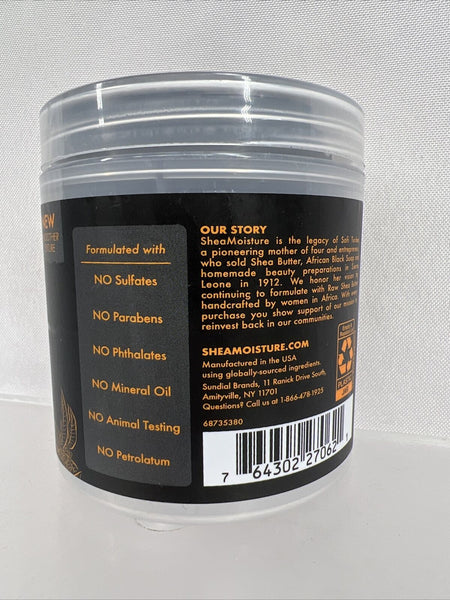 NEW
Formulated with
NO Sulfates
NO Parabens
NO Phthalates
NO Mineral Oil
NO Animal Testing
NO Petrolatum
OUR STORY
SheaMoisture is the legacy of Sofi
a pioneering mother of four and
who sold Shea Butter, African Black Soap
homemade beauty preparations in
Leone in 1912. We honor her
continuing to formulate with Raw Shea
handcrafted by women in Africa. With
purchase you show support of our
reinvest back in our communities.
SHEAMOISTURE.COM
Manufactured in the USA
using globally-sourced ingredients.
Sundial Brands, 11 Ranick Drive South,
Amityville, NY 11701
Questions? Call us at 1-866-478-1925
68735380
7 64302 27062